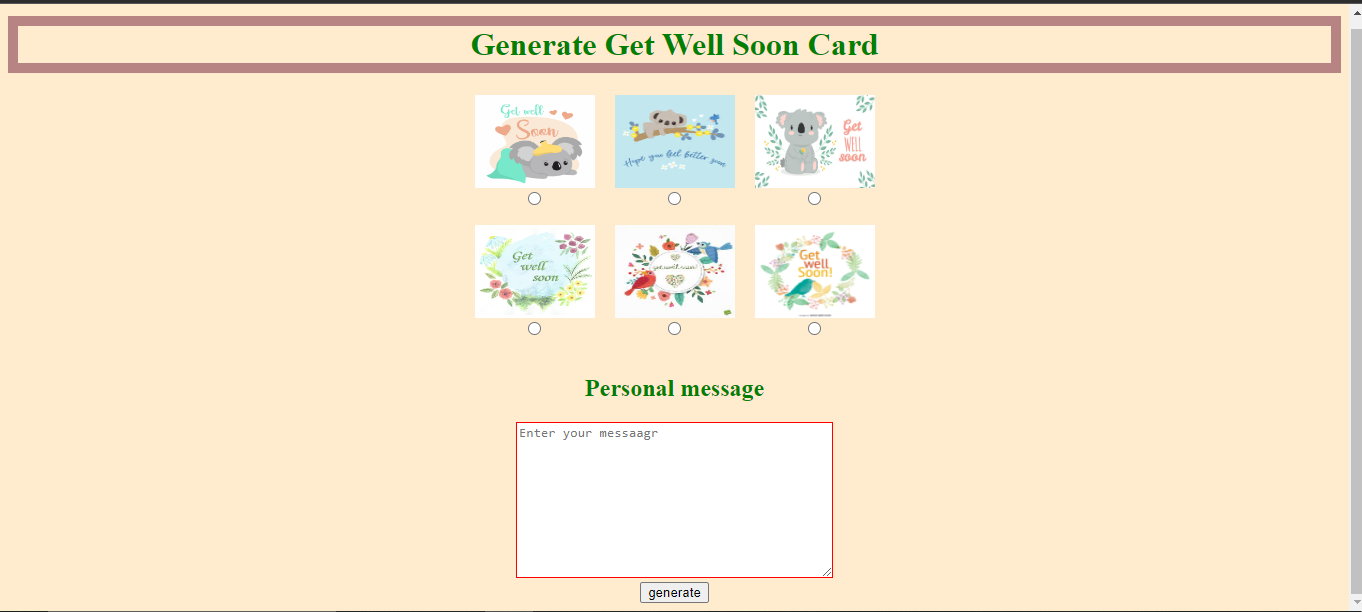 Generate Get Well Soon Card
Get well
Soon
Hope you feel better soon
Get
WELL
soon
Get
well
soon
get well soon!
Get
well
Soon!
Personal message
Enter your messaagr
generate